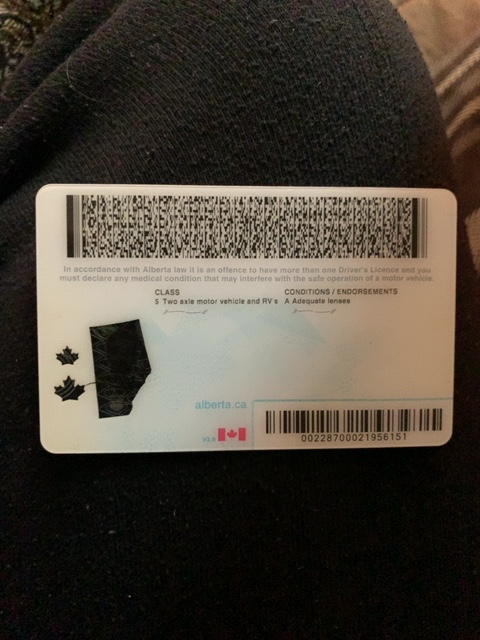 In accordance with Alberta law it is an offence to have more than one Driver's Licence and you
must declare any medical condition that may interfere with the safe operation of a motor vehicle.
CLASS
5 Two axle motor vehicle and RV's
CONDITIONS / ENDORSEMENTS
A Adequate lenses
alberta.ca
00228700021956151